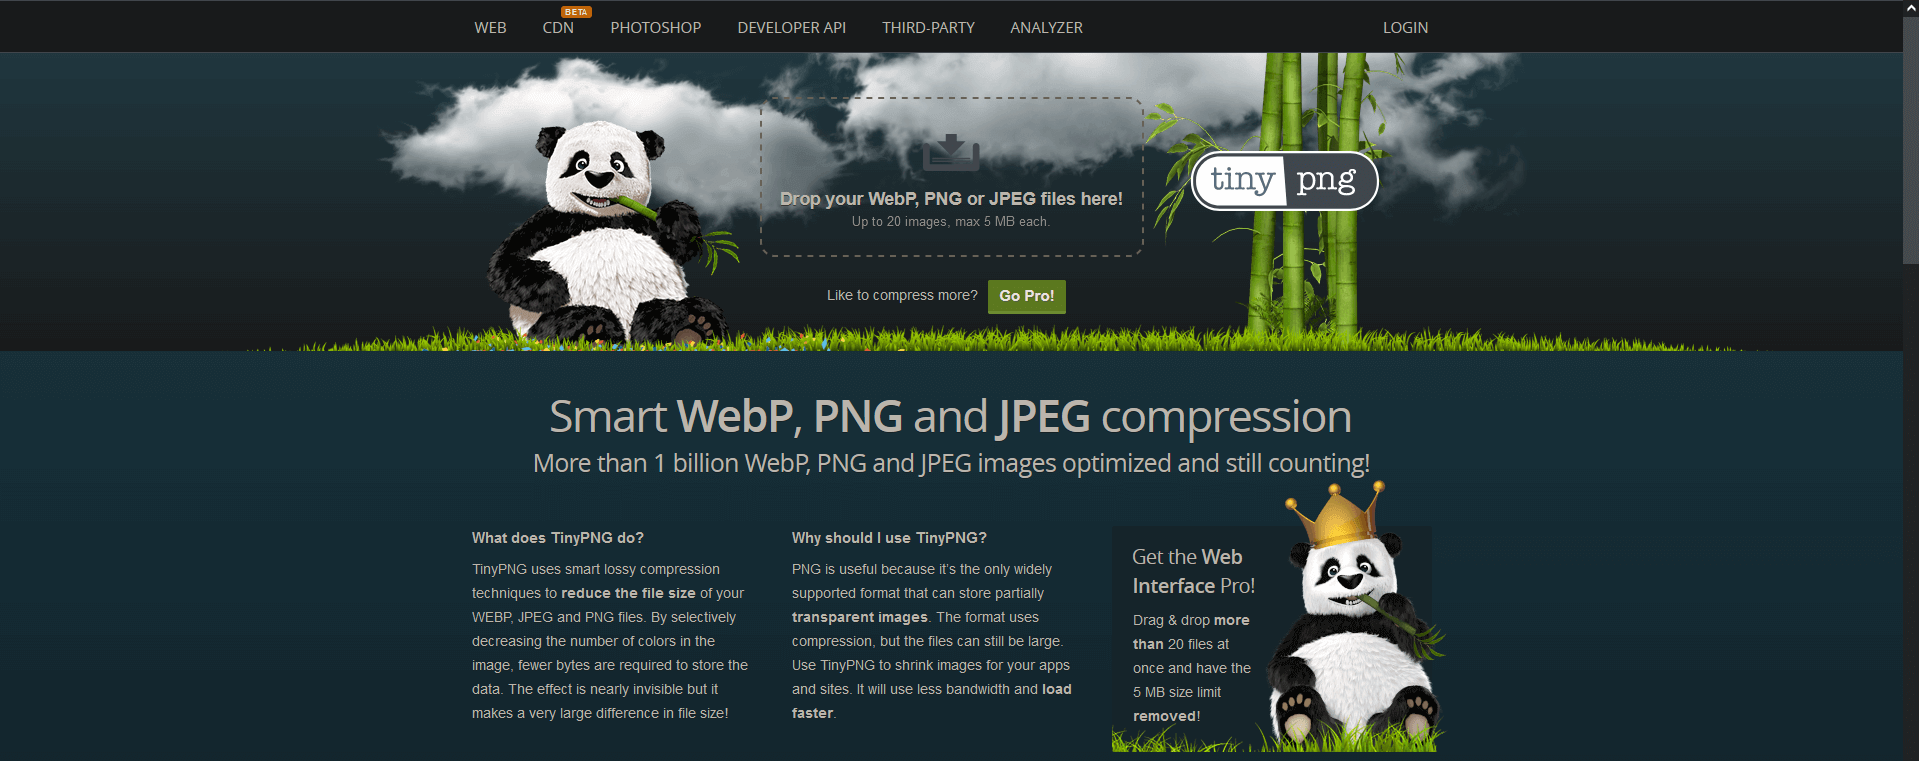 WEB
CDN
BETA
PHOTOSHOP
DEVELOPER API
THIRD-PARTY
ANALYZER
LOGIN
Drop your WebP, PNG or JPEG files here!
Up to 20 images, max 5 MB each.
tiny png
Like to compress more?
Go Pro!
Smart WebP, PNG and JPEG compression
More than 1 billion WebP, PNG and JPEG images optimized and still counting!
What does TinyPNG do?
TinyPNG uses smart lossy compression
techniques to reduce the file size of your
WEBP, JPEG and PNG files. By selectively
decreasing the number of colors in the
image, fewer bytes are required to store the
data. The effect is nearly invisible but it
makes a very large difference in file size!
Why should I use TinyPNG?
PNG is useful because it's the only widely
supported format that can store partially
transparent images. The format uses
compression, but the files can still be large.
Use TinyPNG to shrink images for your apps
and sites. It will use less bandwidth and load
faster.
Get the Web
Interface Pro!
Drag & drop more
than 20 files at
once and have the
5 MB size limit
removed!